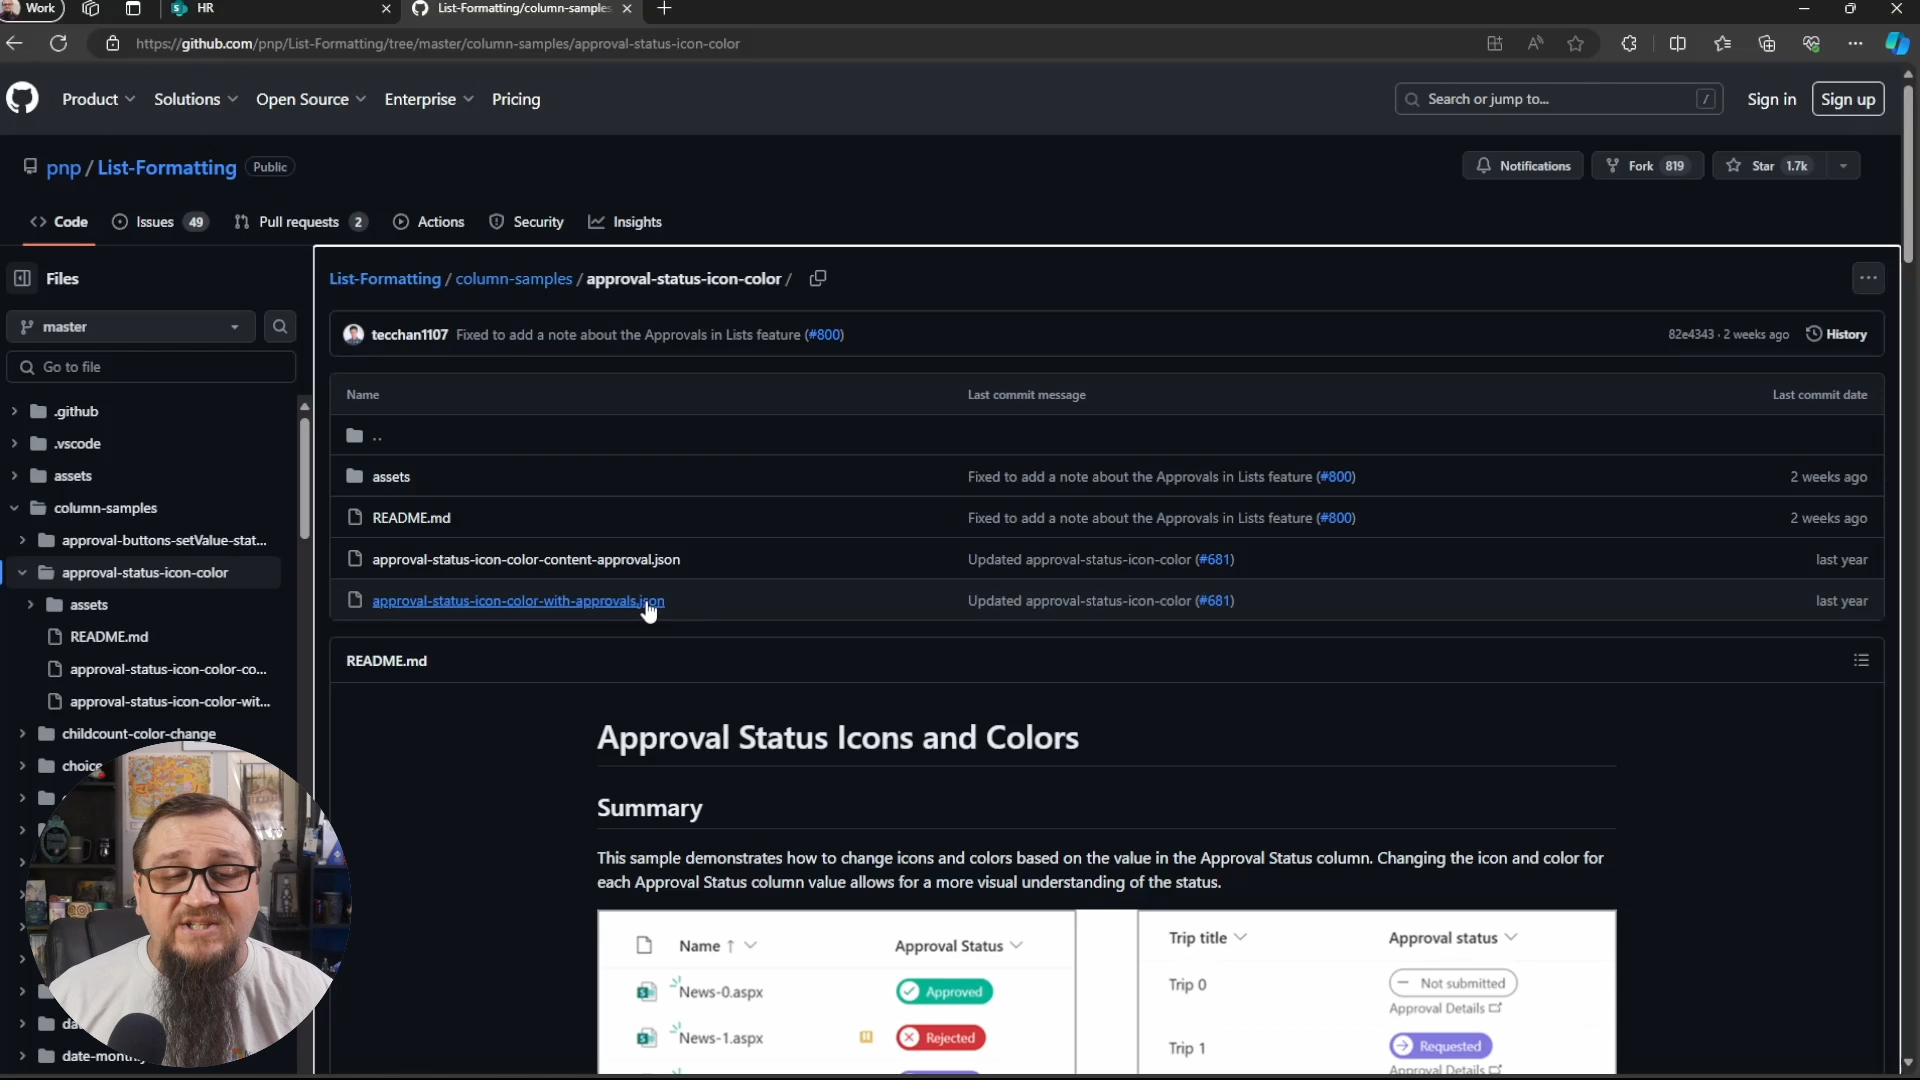 Work
HR
List-Formatting/column-samples
https://github.com/pnp/List-Formatting/tree/master/column-samples/approval-status-icon-color
Product
Solutions
Open Source
Enterprise
Pricing
Search or jump to...
/
Sign in
Sign up
pnp / List-Formatting
Public
Notifications
Fork 819
Star 1.7k
Code
Issues 49
Pull requests 2
Actions
Security
Insights
Files
master
Go to file
.github
.vscode
assets
column-samples
approval-buttons-setValue-stat...
approval-status-icon-color
assets
README.md
approval-status-icon-color-co...
approval-status-icon-color-wit...
childcount-color-change
List-Formatting / column-samples / approval-status-icon-color /
tecchan1107 Fixed to add a note about the Approvals in Lists feature (#800)
82e4343 · 2 weeks ago
History
Name
Last commit message
Last commit date
..
assets
Fixed to add a note about the Approvals in Lists feature (#800)
2 weeks ago
README.md
Fixed to add a note about the Approvals in Lists feature (#800)
2 weeks ago
approval-status-icon-color-content-approval.json
Updated approval-status-icon-color (#681)
last year
approval-status-icon-color-with-approvals.json
Updated approval-status-icon-color (#681)
last year
README.md
Approval Status Icons and Colors
Summary
This sample demonstrates how to change icons and colors based on the value in the Approval Status column. Changing the icon and color for
each Approval Status column value allows for a more visual understanding of the status.
Name ↑
Approval Status
News-0.aspx
Approved
News-1.aspx
Rejected
Trip title
Approval status
Trip 0
Not submitted
Approval Details
Trip 1
Requested
Approval Details